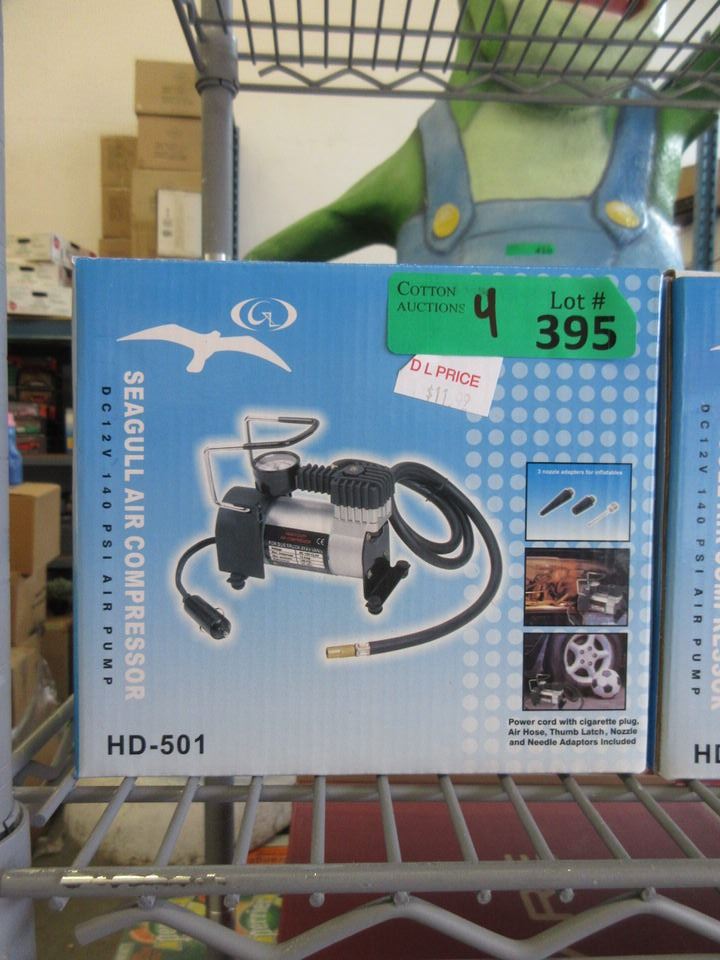 COTTON
AUCTIONS
4
Lot #
395
D L PRICE
$11.99
SEAGULL AIR COMPRESSOR
DC12V 140 PSI AIR PUMP
3 nozzle adapters for inflatables
Power cord with cigarette plug,
Air Hose, Thumb Latch, Nozzle
and Needle Adaptors Included
HD-501
DC12V 140 PSI AIR PUMP
HD